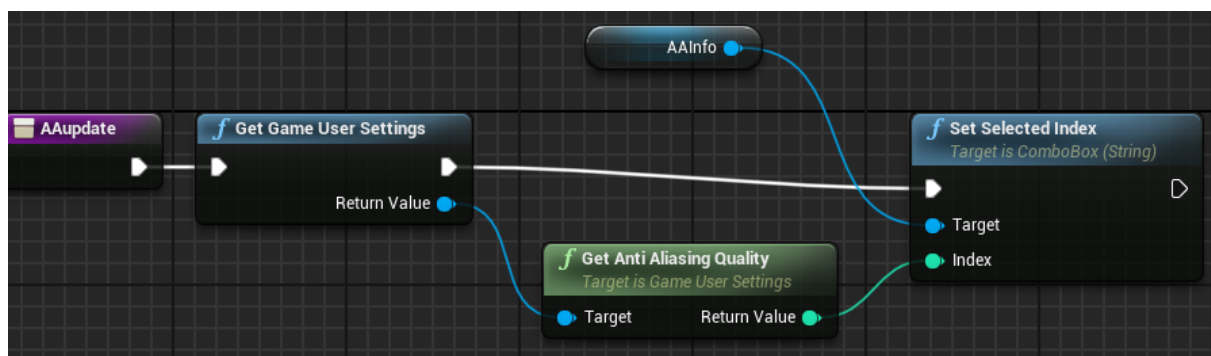 AAInfo
AAupdate
f Get Game User Settings
Return Value
f Get Anti Aliasing Quality
Target is Game User Settings
Target
Return Value
f Set Selected Index
Target is ComboBox (String)
Target
Index